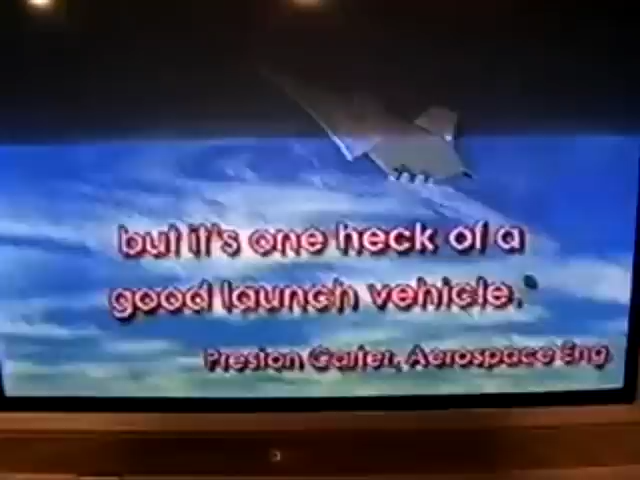 but it's one heck of a
good launch vehicle."
Preston Carter, Aerospace Eng